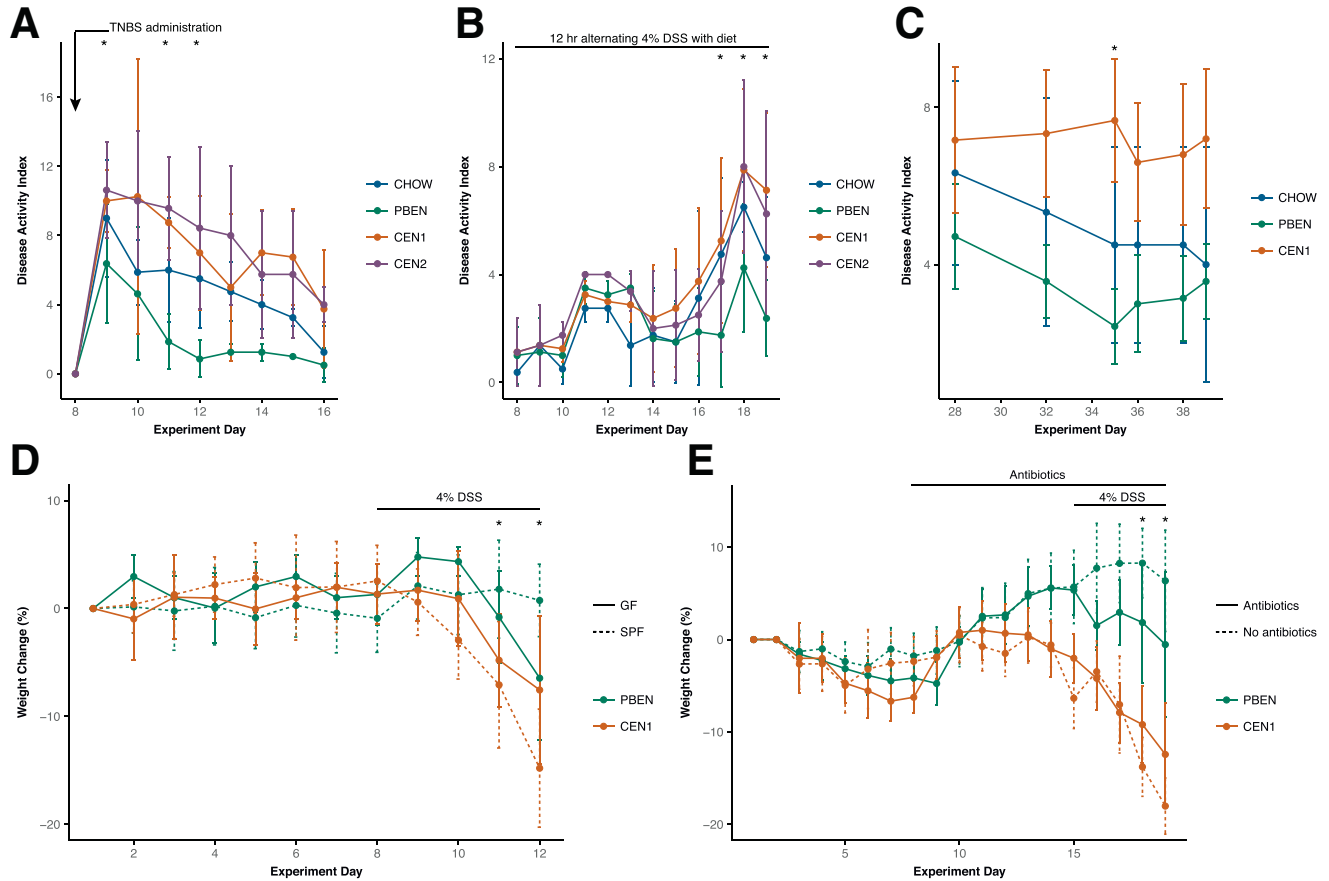 A
TNBS administration
* * *
Disease Activity Index
16
12
8
4
0
8 10 12 14 16
Experiment Day
CHOW
PBEN
CEN1
CEN2
B
12 hr alternating 4% DSS with diet
* * *
Disease Activity Index
12
8
4
0
8 10 12 14 16 18
Experiment Day
CHOW
PBEN
CEN1
CEN2
C
*
Disease Activity Index
8
4
28 30 32 34 36 38
Experiment Day
CHOW
PBEN
CEN1
D
4% DSS
* *
Weight Change (%)
10
0
−10
−20
2 4 6 8 10 12
Experiment Day
GF
SPF
PBEN
CEN1
E
Antibiotics
4% DSS
* *
Weight Change (%)
10
0
−10
−20
5 10 15
Experiment Day
Antibiotics
No antibiotics
PBEN
CEN1